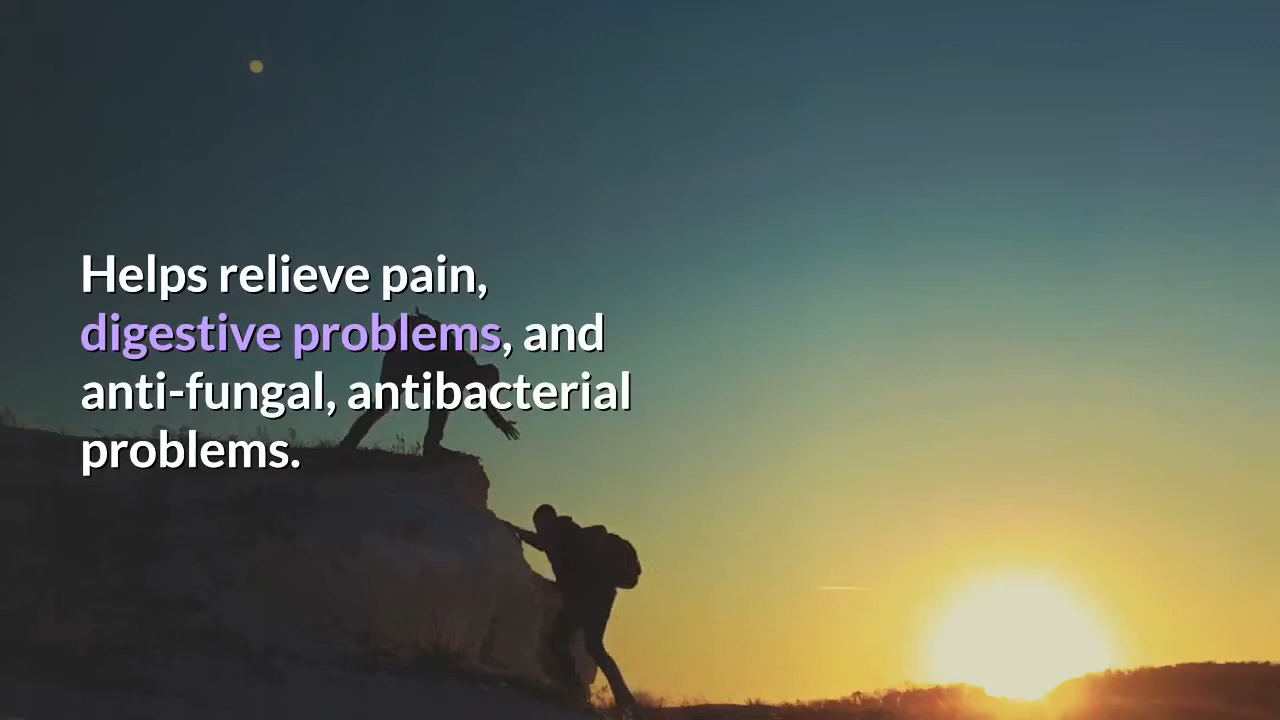 Helps relieve pain,
digestive problems, and
anti-fungal, antibacterial
problems.